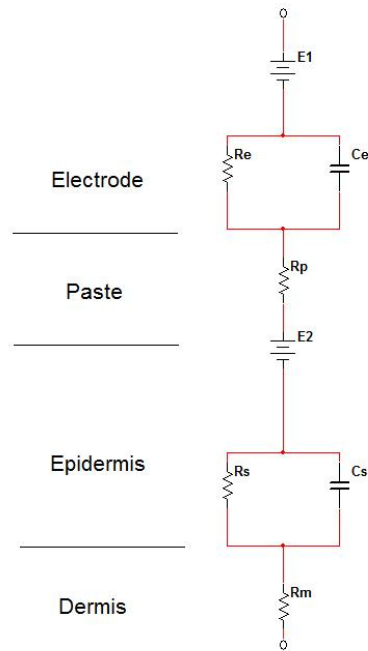 O
E1
Re
Ce
Electrode
Rp
Paste
E2
Epidermis
Rs
Cs
Rm
Dermis
O